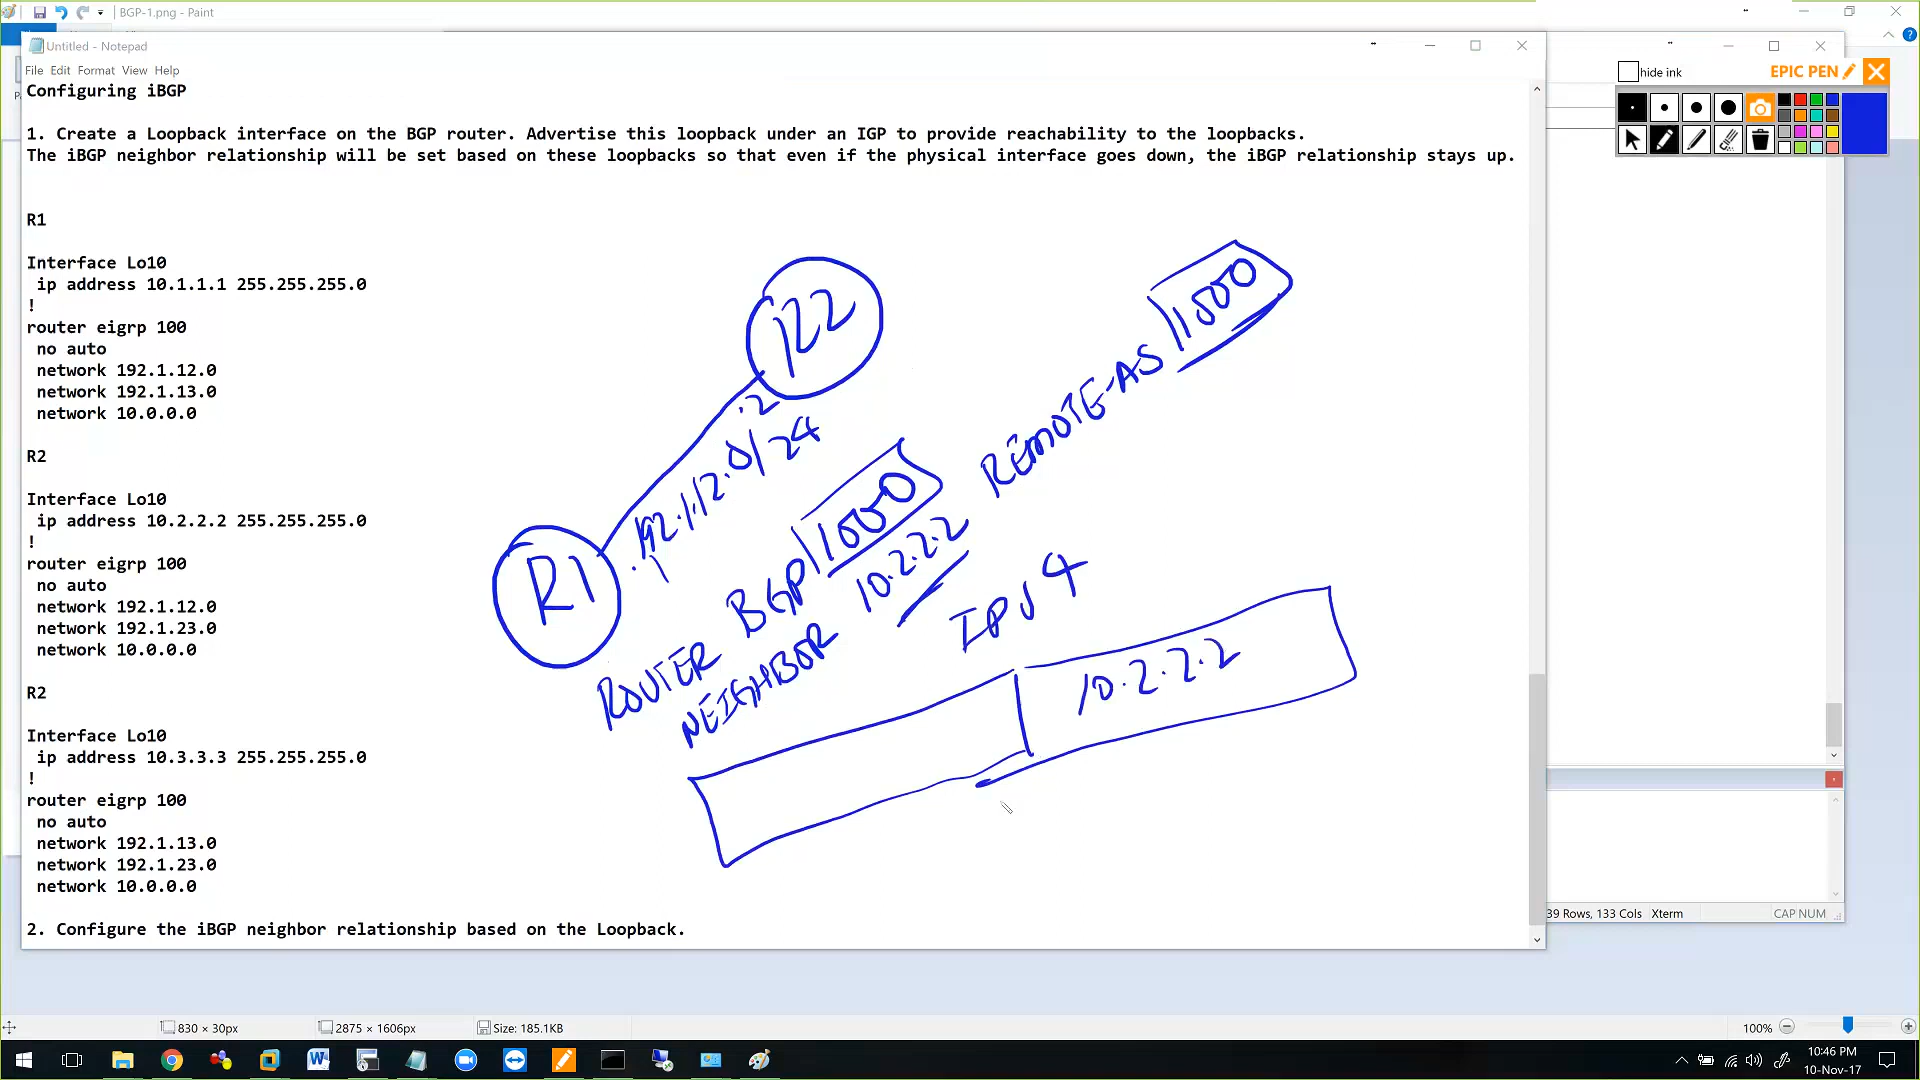 BGP-1.png - Paint
Untitled - Notepad
File Edit Format View Help
hide ink
EPIC PEN
Configuring iBGP
1. Create a Loopback interface on the BGP router. Advertise this loopback under an IGP to provide reachability to the loopbacks.
The iBGP neighbor relationship will be set based on these loopbacks so that even if the physical interface goes down, the iBGP relationship stays up.
R1
Interface Lo10
ip address 10.1.1.1 255.255.255.0
!
router eigrp 100
no auto
network 192.1.12.0
network 192.1.13.0
network 10.0.0.0
R2
Interface Lo10
ip address 10.2.2.2 255.255.255.0
!
router eigrp 100
no auto
network 192.1.12.0
network 192.1.23.0
network 10.0.0.0
R2
Interface Lo10
ip address 10.3.3.3 255.255.255.0
!
router eigrp 100
no auto
network 192.1.13.0
network 192.1.23.0
network 10.0.0.0
2. Configure the iBGP neighbor relationship based on the Loopback.
R2
.2
192.1.12.0/24
.1
R1
ROUTER BGP 1000
NEIGHBOR 10.2.2.2 REMOTE-AS 1000
IPV4
10.2.2.2
39 Rows, 133 Cols Xterm CAP NUM
830 × 30px 2875 × 1606px Size: 185.1KB 100%
10:46 PM
10-Nov-17